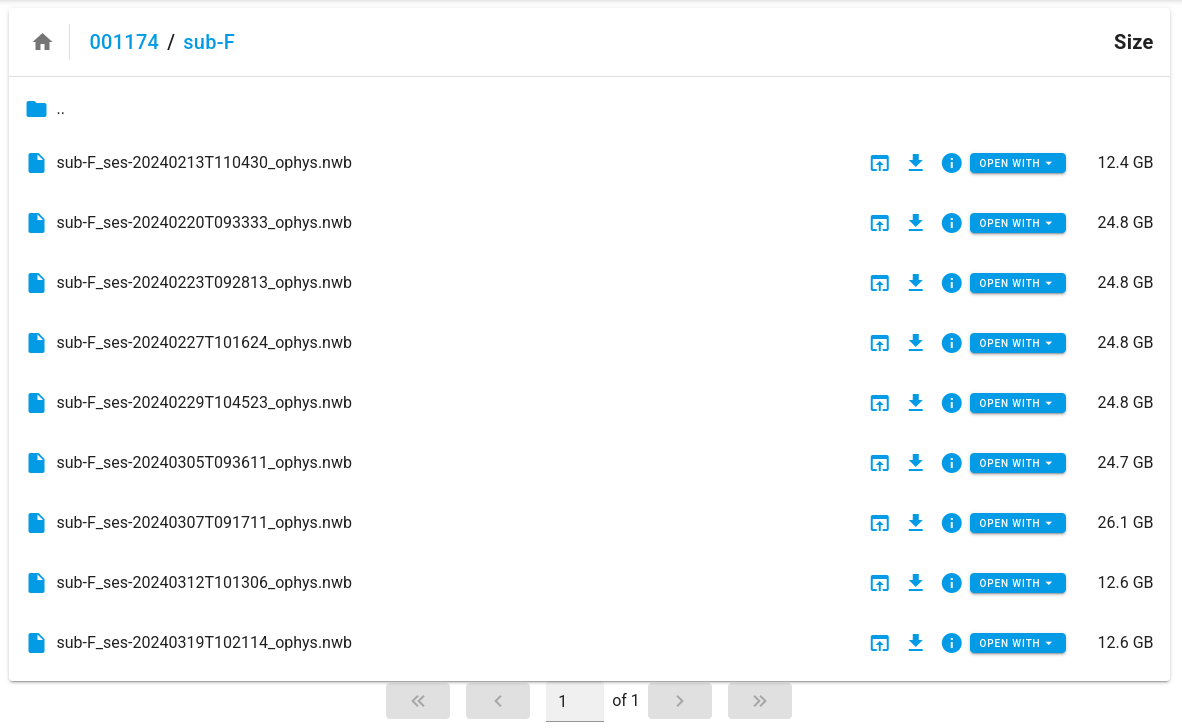 001174 / sub-F Size
..
sub-F_ses-20240213T110430_ophys.nwb OPEN WITH 12.4 GB
sub-F_ses-20240220T093333_ophys.nwb OPEN WITH 24.8 GB
sub-F_ses-20240223T092813_ophys.nwb OPEN WITH 24.8 GB
sub-F_ses-20240227T101624_ophys.nwb OPEN WITH 24.8 GB
sub-F_ses-20240229T104523_ophys.nwb OPEN WITH 24.8 GB
sub-F_ses-20240305T093611_ophys.nwb OPEN WITH 24.7 GB
sub-F_ses-20240307T091711_ophys.nwb OPEN WITH 26.1 GB
sub-F_ses-20240312T101306_ophys.nwb OPEN WITH 12.6 GB
sub-F_ses-20240319T102114_ophys.nwb OPEN WITH 12.6 GB
1 of 1